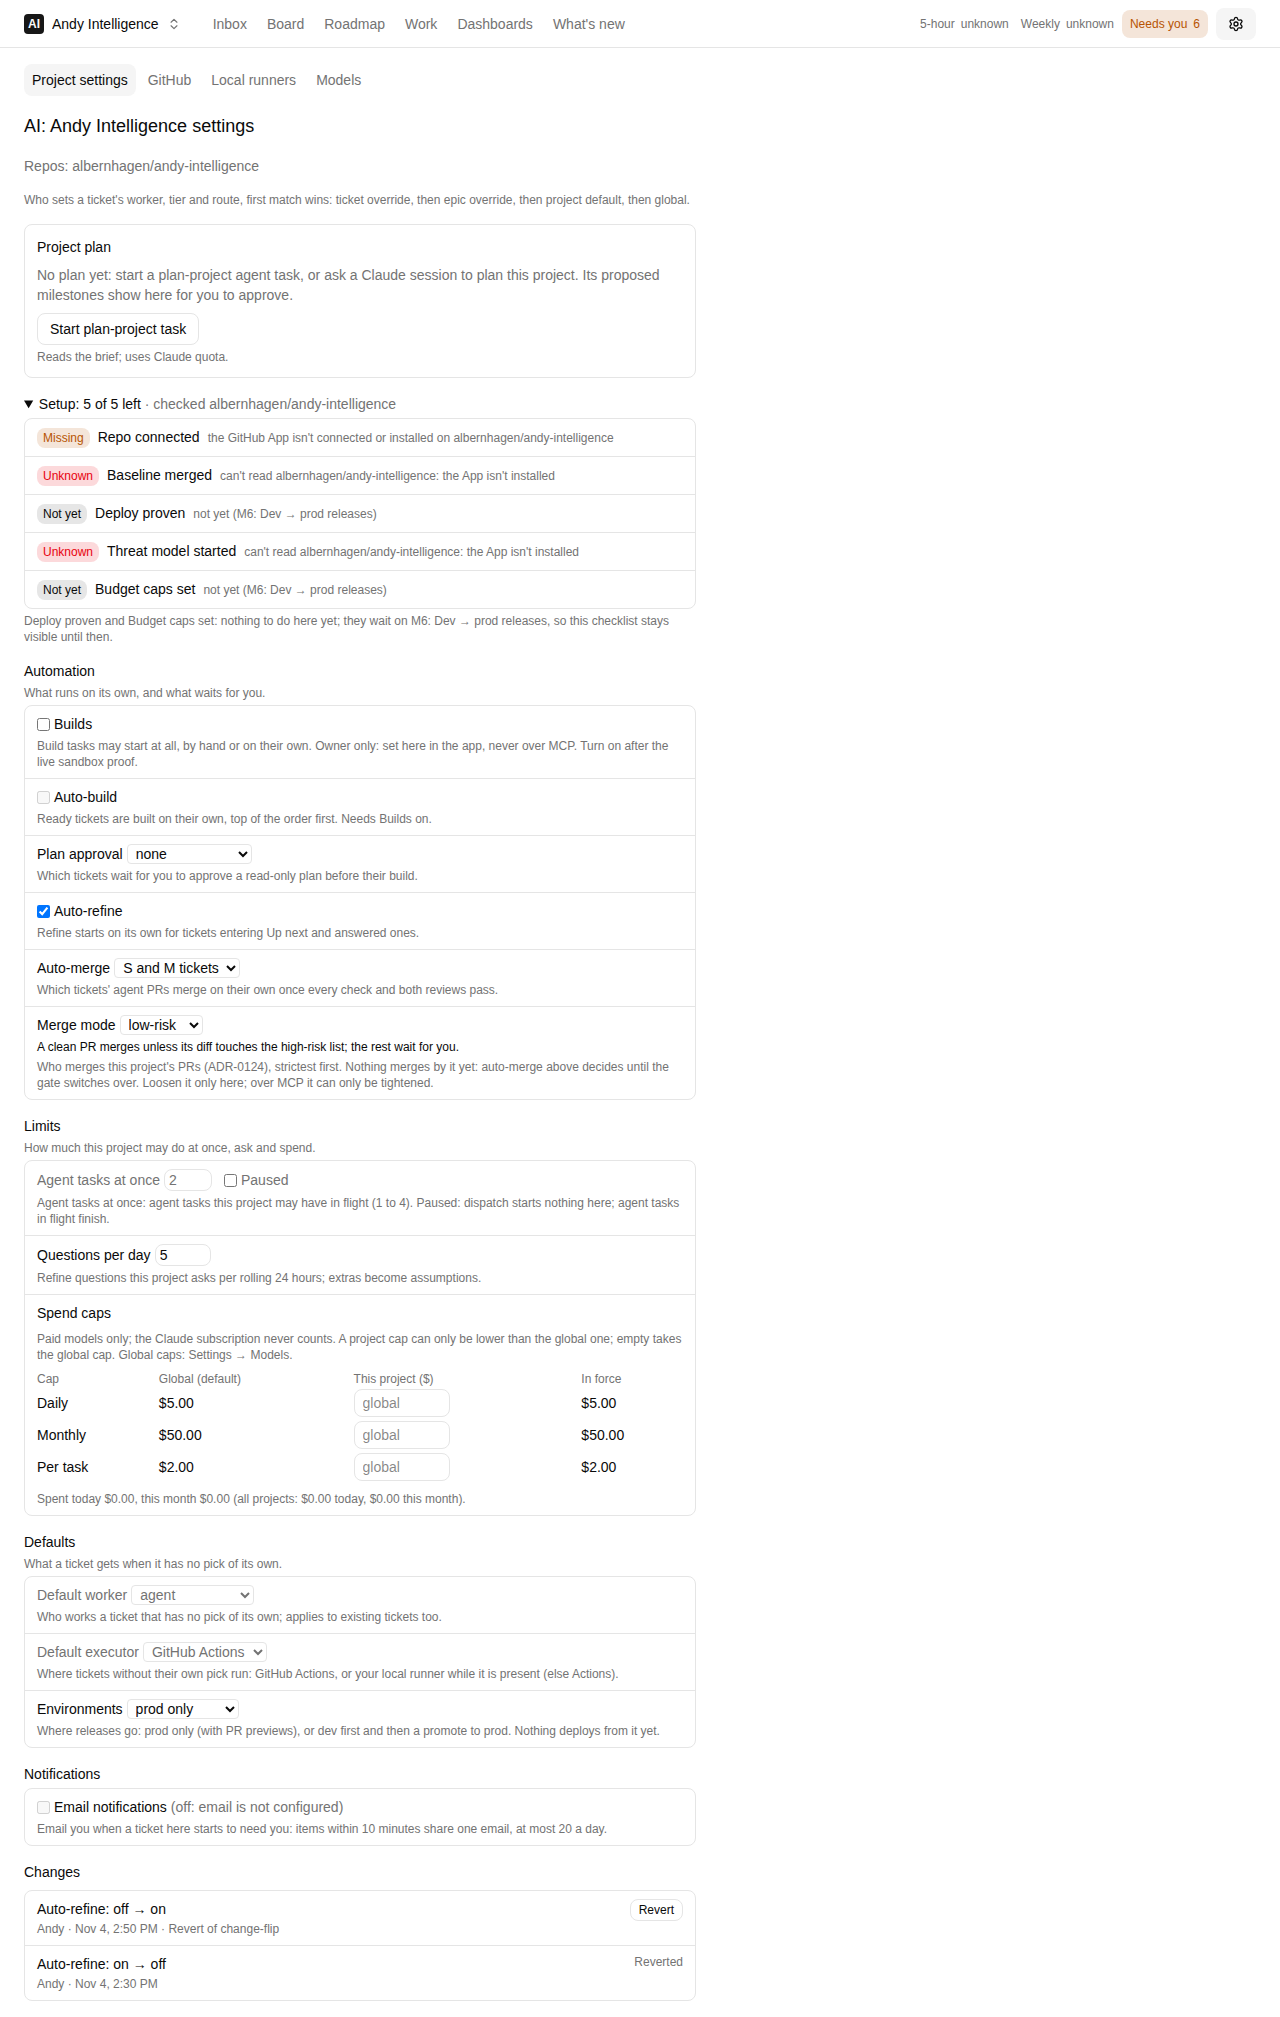 AI Andy Intelligence Inbox Board Roadmap Work Dashboards What's new 5-hour unknown Weekly unknown Needs you 6
Project settings GitHub Local runners Models
AI: Andy Intelligence settings
Repos: albernhagen/andy-intelligence
Who sets a ticket's worker, tier and route, first match wins: ticket override, then epic override, then project default, then global.
Project plan
No plan yet: start a plan-project agent task, or ask a Claude session to plan this project. Its proposed
milestones show here for you to approve.
Start plan-project task
Reads the brief; uses Claude quota.
Setup: 5 of 5 left · checked albernhagen/andy-intelligence
Missing Repo connected the GitHub App isn't connected or installed on albernhagen/andy-intelligence
Unknown Baseline merged can't read albernhagen/andy-intelligence: the App isn't installed
Not yet Deploy proven not yet (M6: Dev → prod releases)
Unknown Threat model started can't read albernhagen/andy-intelligence: the App isn't installed
Not yet Budget caps set not yet (M6: Dev → prod releases)
Deploy proven and Budget caps set: nothing to do here yet; they wait on M6: Dev → prod releases, so this checklist stays
visible until then.
Automation
What runs on its own, and what waits for you.
Builds
Build tasks may start at all, by hand or on their own. Owner only: set here in the app, never over MCP. Turn on after the
live sandbox proof.
Auto-build
Ready tickets are built on their own, top of the order first. Needs Builds on.
Plan approval none
Which tickets wait for you to approve a read-only plan before their build.
Auto-refine
Refine starts on its own for tickets entering Up next and answered ones.
Auto-merge S and M tickets
Which tickets' agent PRs merge on their own once every check and both reviews pass.
Merge mode low-risk
A clean PR merges unless its diff touches the high-risk list; the rest wait for you.
Who merges this project's PRs (ADR-0124), strictest first. Nothing merges by it yet: auto-merge above decides until the
gate switches over. Loosen it only here; over MCP it can only be tightened.
Limits
How much this project may do at once, ask and spend.
Agent tasks at once 2 Paused
Agent tasks at once: agent tasks this project may have in flight (1 to 4). Paused: dispatch starts nothing here; agent tasks
in flight finish.
Questions per day 5
Refine questions this project asks per rolling 24 hours; extras become assumptions.
Spend caps
Paid models only; the Claude subscription never counts. A project cap can only be lower than the global one; empty takes
the global cap. Global caps: Settings → Models.
Cap Global (default) This project ($) In force
Daily $5.00 global $5.00
Monthly $50.00 global $50.00
Per task $2.00 global $2.00
Spent today $0.00, this month $0.00 (all projects: $0.00 today, $0.00 this month).
Defaults
What a ticket gets when it has no pick of its own.
Default worker agent
Who works a ticket that has no pick of its own; applies to existing tickets too.
Default executor GitHub Actions
Where tickets without their own pick run: GitHub Actions, or your local runner while it is present (else Actions).
Environments prod only
Where releases go: prod only (with PR previews), or dev first and then a promote to prod. Nothing deploys from it yet.
Notifications
Email notifications (off: email is not configured)
Email you when a ticket here starts to need you: items within 10 minutes share one email, at most 20 a day.
Changes
Auto-refine: off → on Revert
Andy · Nov 4, 2:50 PM · Revert of change-flip
Auto-refine: on → off Reverted
Andy · Nov 4, 2:30 PM